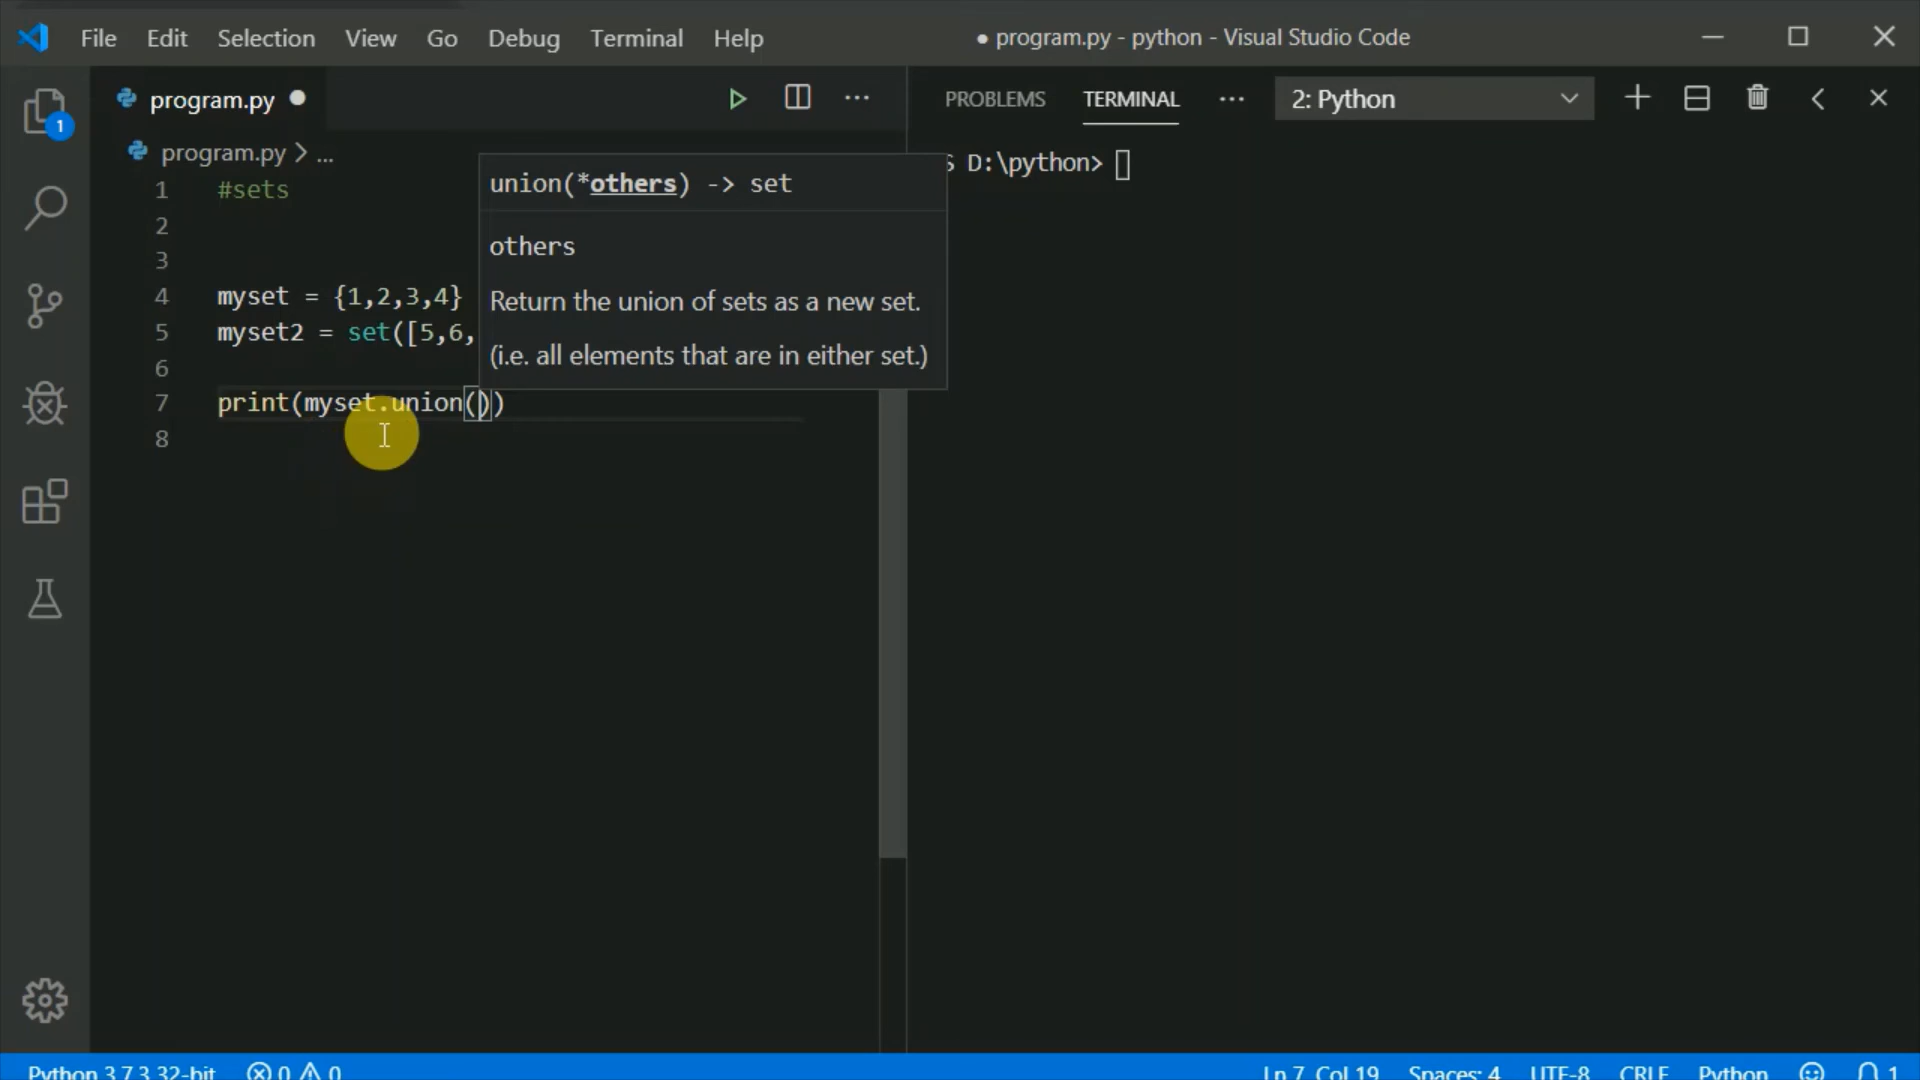 File Edit Selection View Go Debug Terminal Help ● program.py - python - Visual Studio Code
1
program.py
PROBLEMS TERMINAL ... 2: Python
program.py > ...
1 #sets
2
3
4 myset = {1,2,3,4}
5 myset2 = set([5,6,
6
7 print(myset.union())
8
union(*others) -> set
others
Return the union of sets as a new set.
(i.e. all elements that are in either set.)
D:\python>
Python 3.7.3 32-bit 0 0 Ln 7, Col 19 Spaces: 4 UTF-8 CRLF Python 1